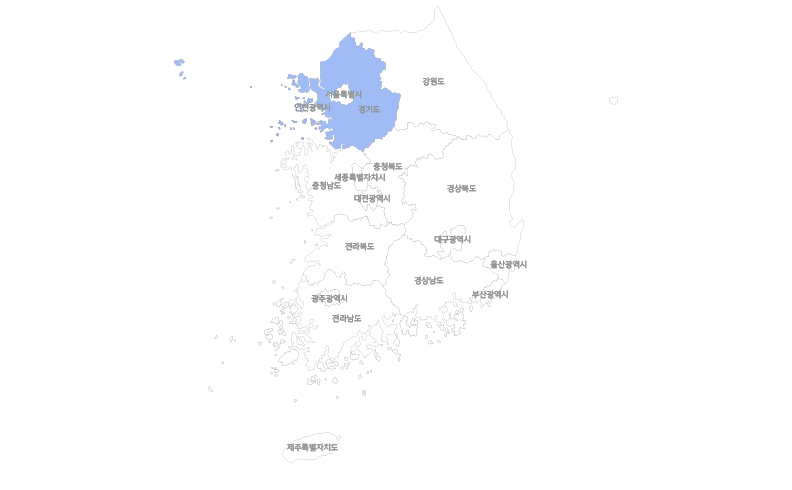 강원도
서울특별시
인천광역시
경기도
충청북도
세종특별자치시
충청남도
경상북도
대전광역시
대구광역시
전라북도
울산광역시
경상남도
부산광역시
광주광역시
전라남도
제주특별자치도